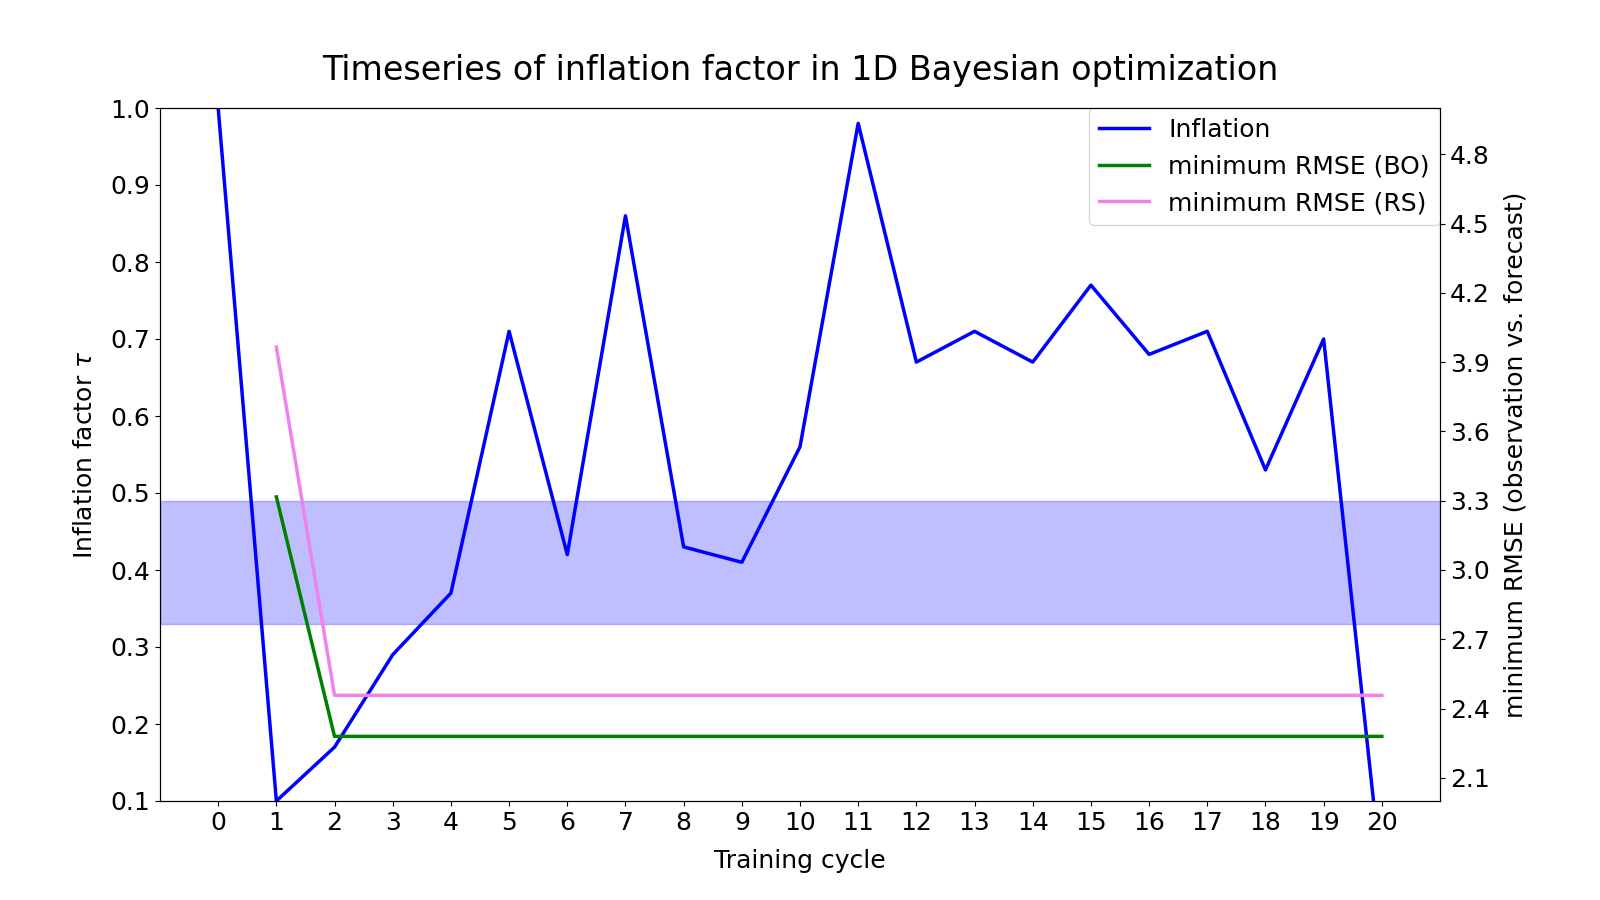 Timeseries of inflation factor in 1D Bayesian optimization
Inflation
minimum RMSE (BO)
minimum RMSE (RS)
Inflation factor τ
1.0
0.9
0.8
0.7
0.6
0.5
0.4
0.3
0.2
0.1
4.8
4.5
4.2
3.9
3.6
3.3
3.0
2.7
2.4
2.1
minimum RMSE (observation vs. forecast)
0 1 2 3 4 5 6 7 8 9 10 11 12 13 14 15 16 17 18 19 20
Training cycle